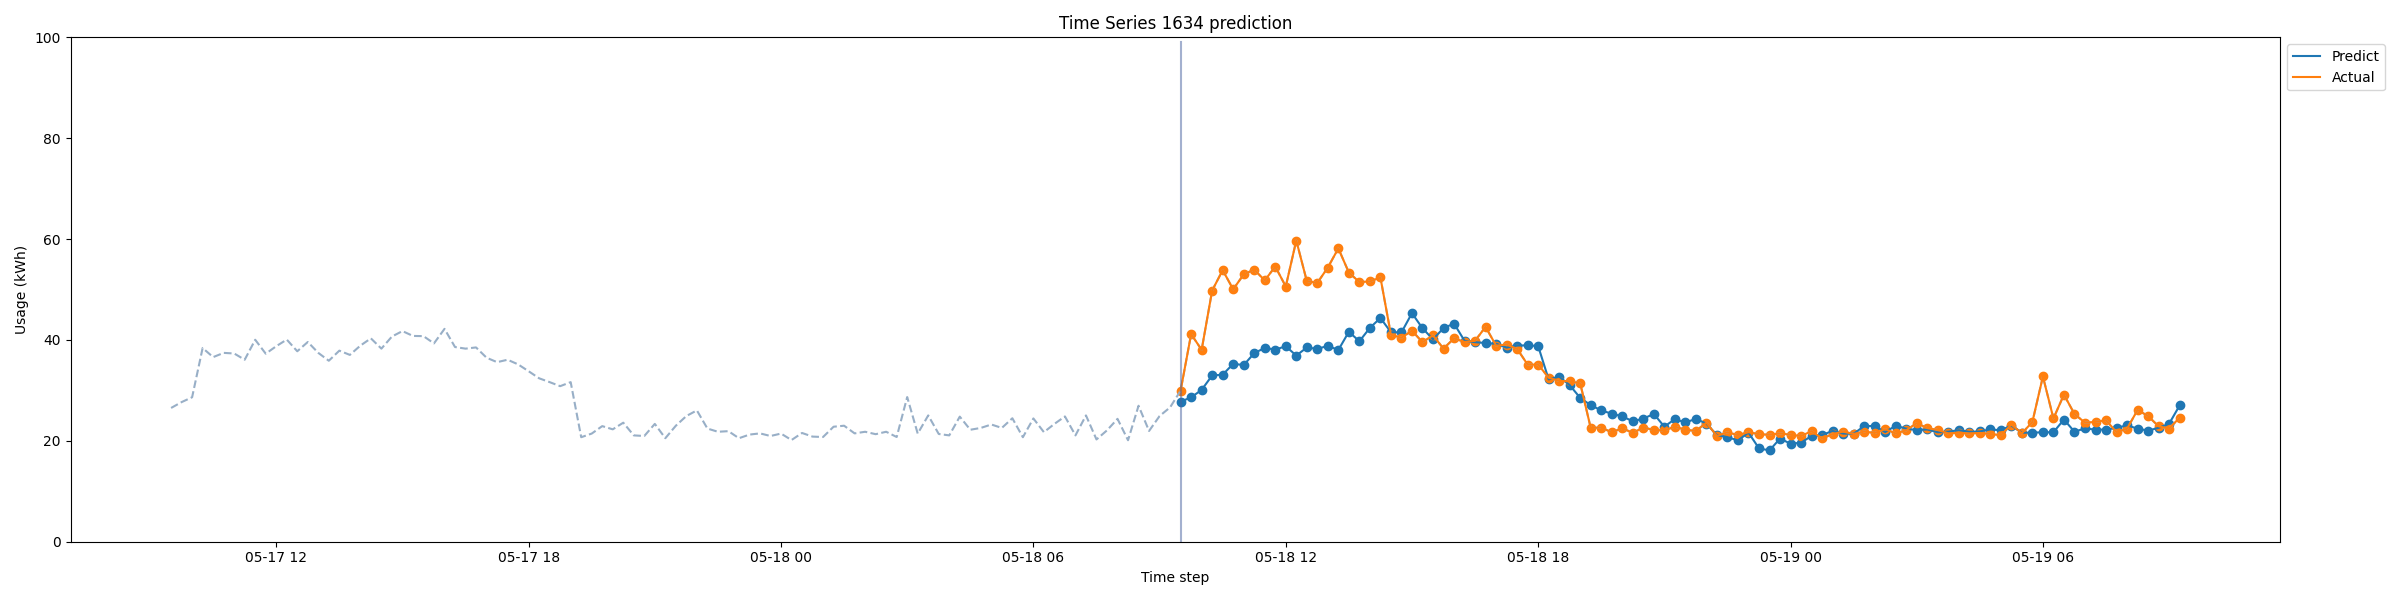 Time Series 1634 prediction
Predict
Actual
Usage (kWh)
100
80
60
40
20
0
05-17 12
05-17 18
05-18 00
05-18 06
05-18 12
05-18 18
05-19 00
05-19 06
Time step